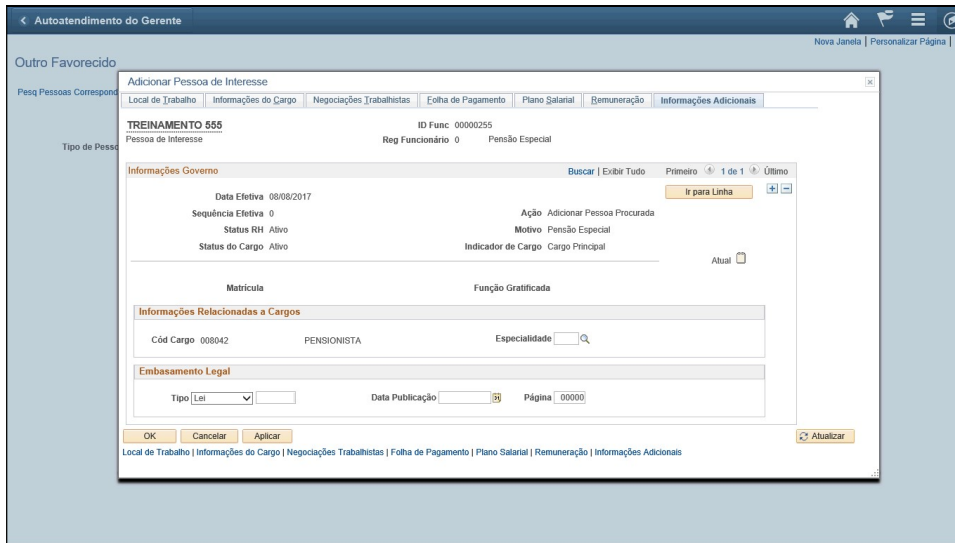 Autoatendimento do Gerente
Nova Janela | Personalizar Página |
Outro Favorecido
Adicionar Pessoa de Interesse
Pesq Pessoas Correspond
Local de Trabalho Informações do Cargo Negociações Trabalhistas Folha de Pagamento Plano Salarial Remuneração Informações Adicionais
TREINAMENTO 555 ID Func 00000255
Pessoa de Interesse Reg Funcionário 0 Pensão Especial
Tipo de Pesso
Informações Governo Buscar | Exibir Tudo Primeiro 1 de 1 Último
Ir para Linha
Data Efetiva 08/08/2017
Sequência Efetiva 0 Ação Adicionar Pessoa Procurada
Status RH Ativo Motivo Pensão Especial
Status do Cargo Ativo Indicador de Cargo Cargo Principal
Atual
Matrícula Função Gratificada
Informações Relacionadas a Cargos
Cód Cargo 008042 PENSIONISTA Especialidade
Embasamento Legal
Tipo Lei Data Publicação 31 Página 00000
OK Cancelar Aplicar Atualizar
Local de Trabalho | Informações do Cargo | Negociações Trabalhistas | Folha de Pagamento | Plano Salarial | Remuneração | Informações Adicionais